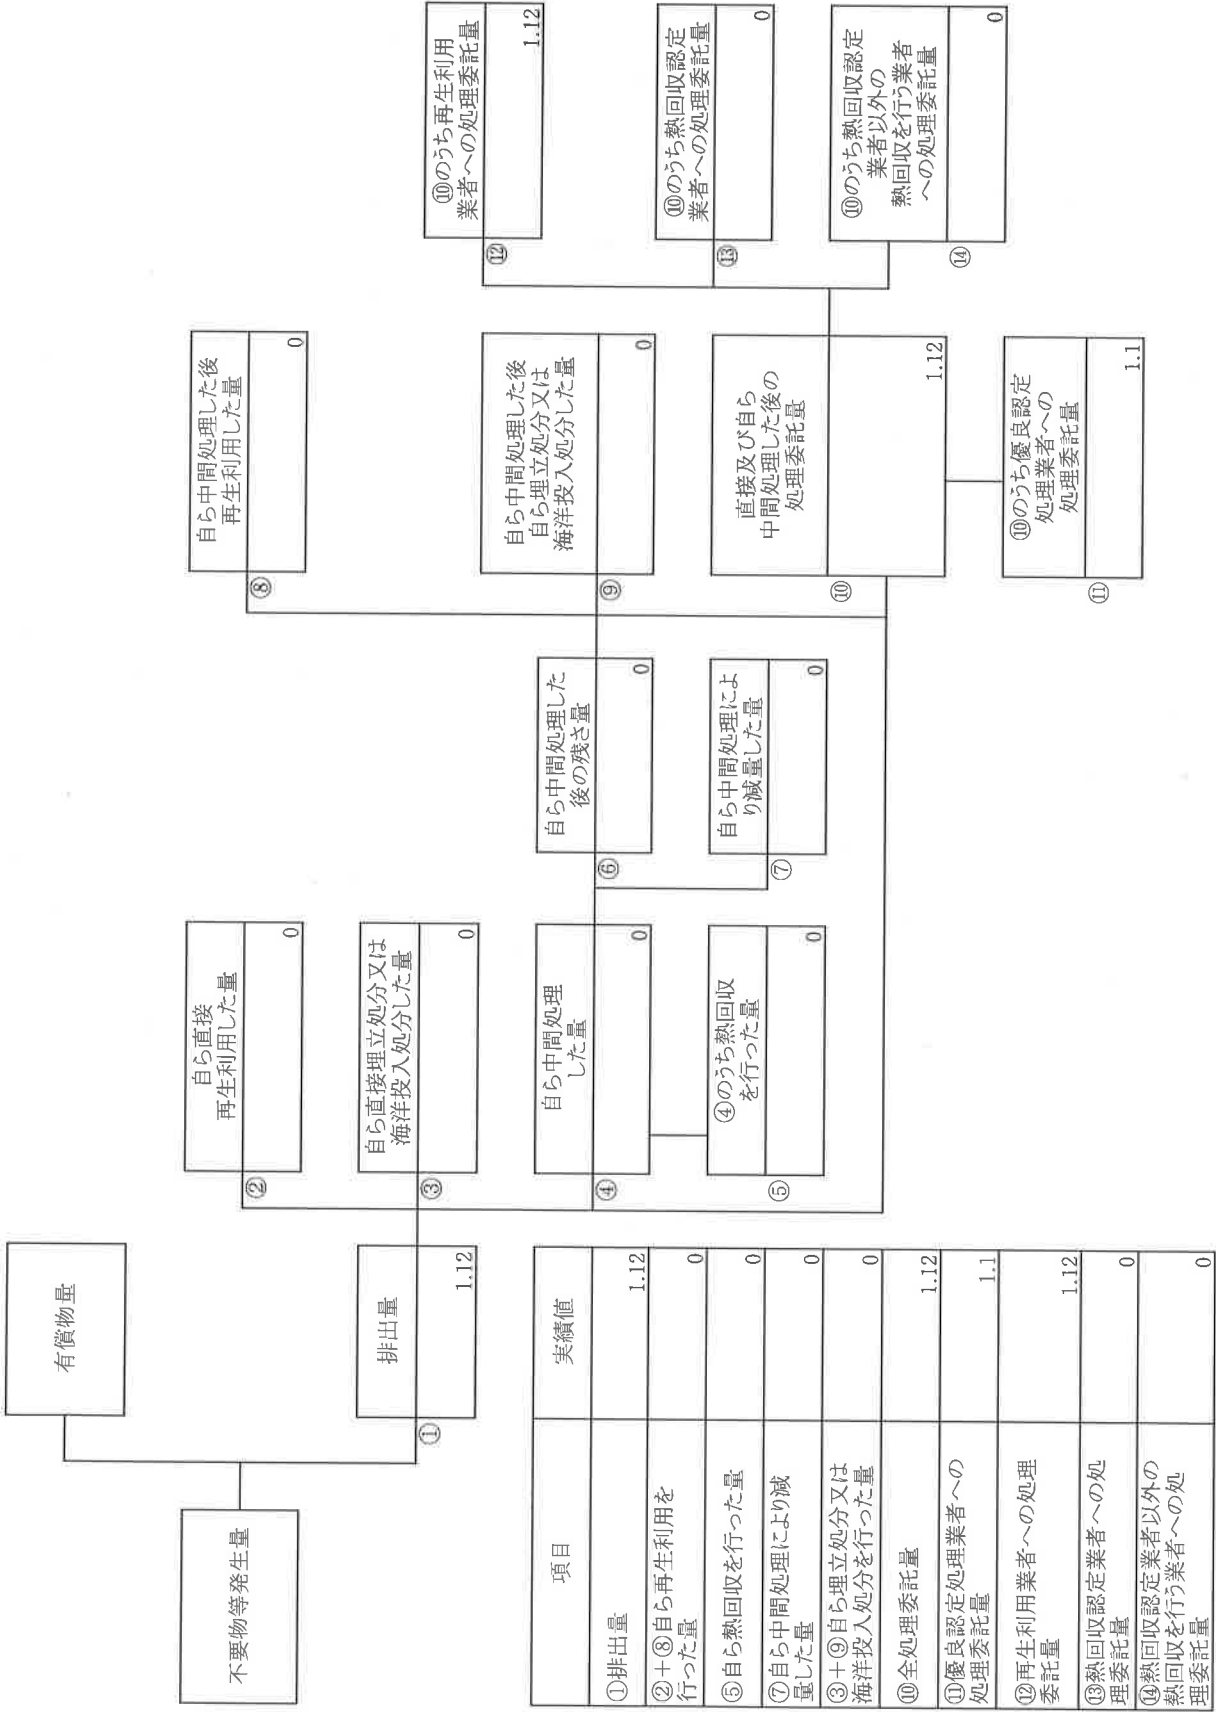 不要物等発生量
有償物量
排出量
1.12
①
自ら直接
再生利用した量
0
②
自ら直接埋立処分又は
海洋投入処分した量
0
③
自ら中間処理
した量
0
④
④のうち熱回収
を行った量
0
⑤
自ら中間処理した
後の残さ量
0
⑥
自ら中間処理によ
り減量した量
0
⑦
自ら中間処理した後
再生利用した量
0
⑧
自ら中間処理した後
自ら埋立処分又は
海洋投入処分した量
0
⑨
直接及び自ら
中間処理した後の
処理委託量
1.12
⑩
⑩のうち優良認定
処理業者への
処理委託量
1.1
⑪
⑩のうち再生利用
業者への処理委託量
1.12
⑫
⑩のうち熱回収認定
業者への処理委託量
0
⑬
⑩のうち熱回収認定
業者以外の
熱回収を行う業者
への処理委託量
0
⑭
項目 実績値
①排出量 1.12
②+⑧自ら再生利用を
行った量 0
⑤自ら熱回収を行った量 0
⑦自ら中間処理により減
量した量 0
③+⑨自ら埋立処分又は
海洋投入処分を行った量 0
⑩全処理委託量 1.12
⑪優良認定処理業者への
処理委託量 1.1
⑫再生利用業者への処理
委託量 1.12
⑬熱回収認定業者への処
理委託量 0
⑭熱回収認定業者以外の
熱回収を行う業者への処
理委託量 0